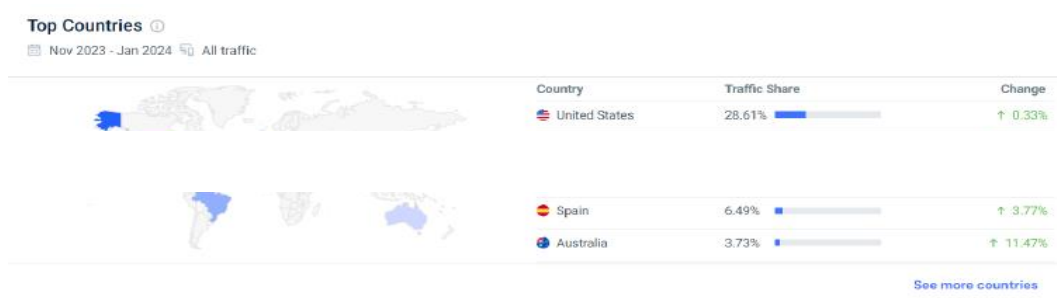 Top Countries
Nov 2023 - Jan 2024 All traffic
Country Traffic Share Change
United States 28.61% ↑ 0.33%
Spain 6.49% ↑ 3.77%
Australia 3.73% ↑ 11.47%
See more countries